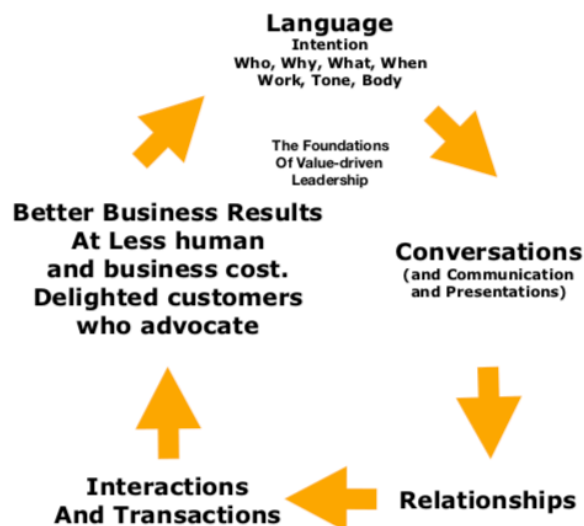 Language
Intention
Who, Why, What, When
Work, Tone, Body
The Foundations
Of Value-driven
Leadership
Conversations
(and Communication
and Presentations)
Relationships
Interactions
And Transactions
Better Business Results
At Less human
and business cost.
Delighted customers
who advocate